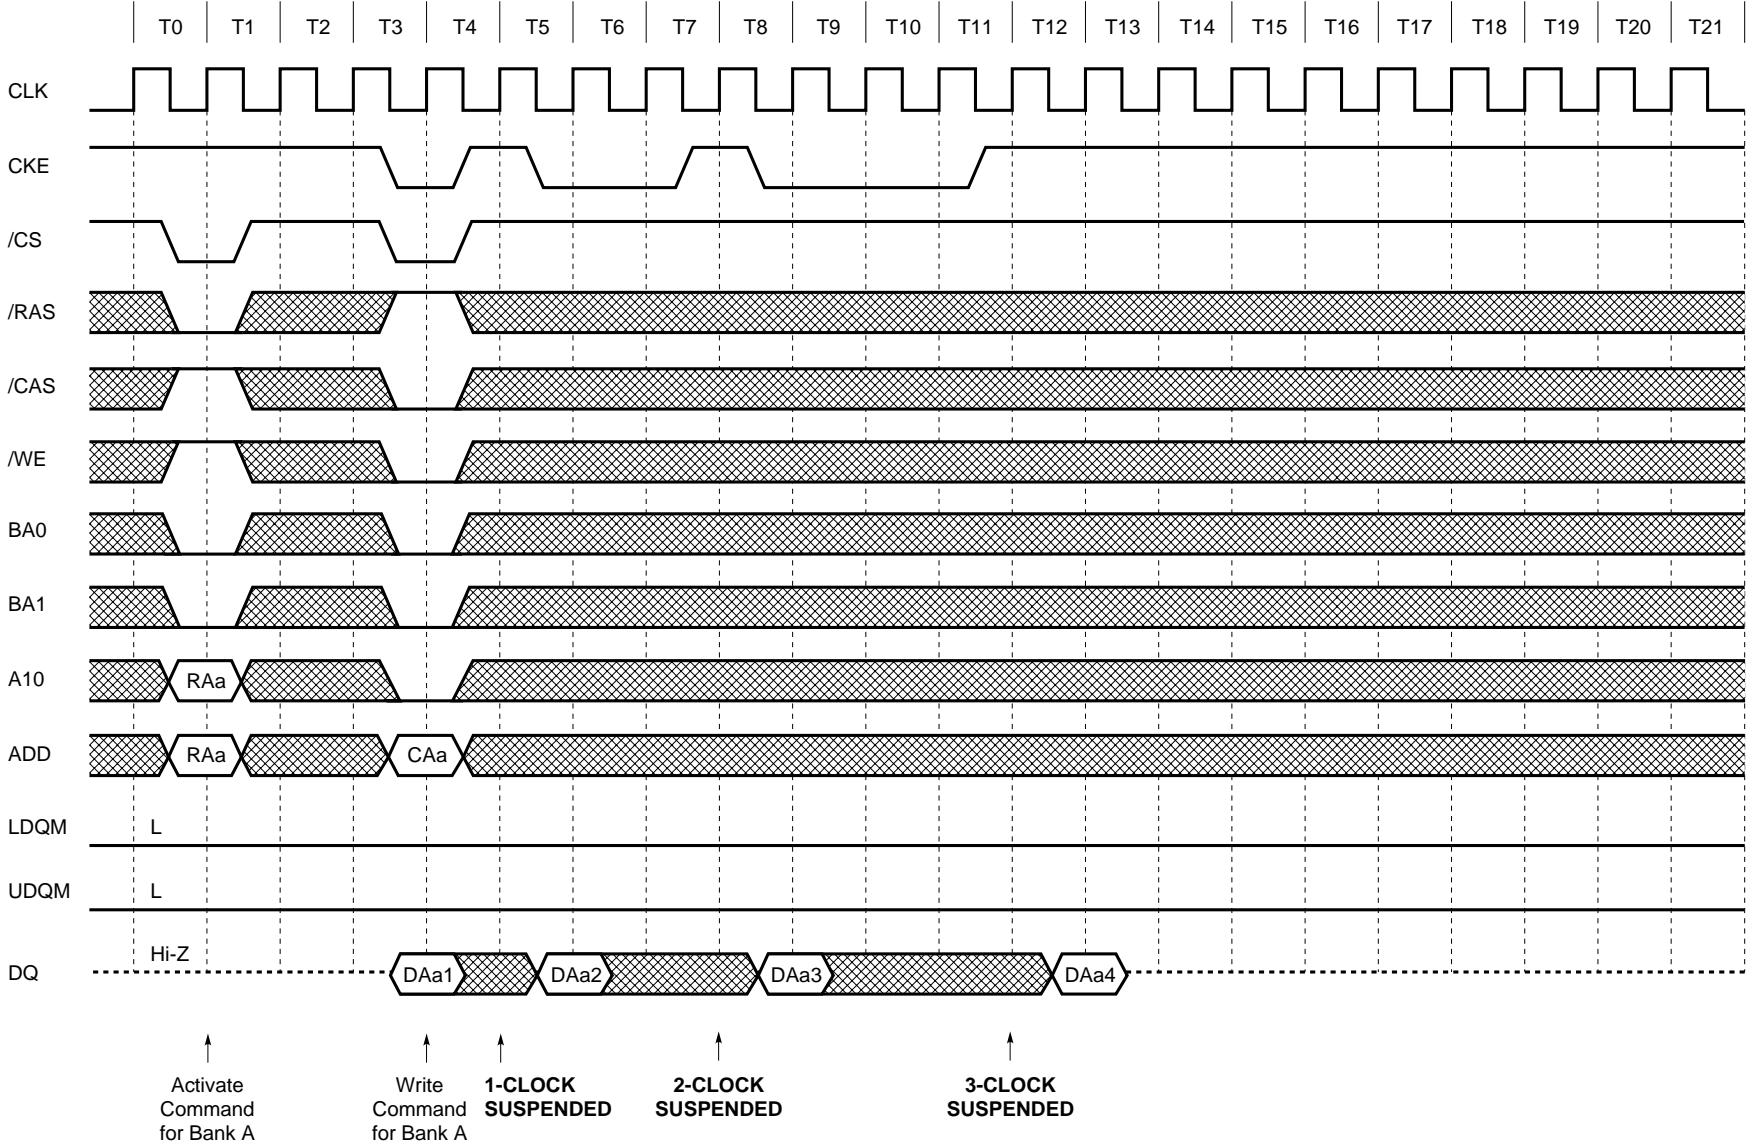 T0 T1 T2 T3 T4 T5 T6 T7 T8 T9 T10 T11 T12 T13 T14 T15 T16 T17 T18 T19 T20 T21
CLK
CKE
/CS
/RAS
/CAS
/WE
BA0
BA1
A10 RAa
ADD RAa CAa
LDQM L
UDQM L
Hi-Z
DQ DAa1 DAa2 DAa3 DAa4
Activate
Command
for Bank A
Write
Command
for Bank A
1-CLOCK
SUSPENDED
2-CLOCK
SUSPENDED
3-CLOCK
SUSPENDED